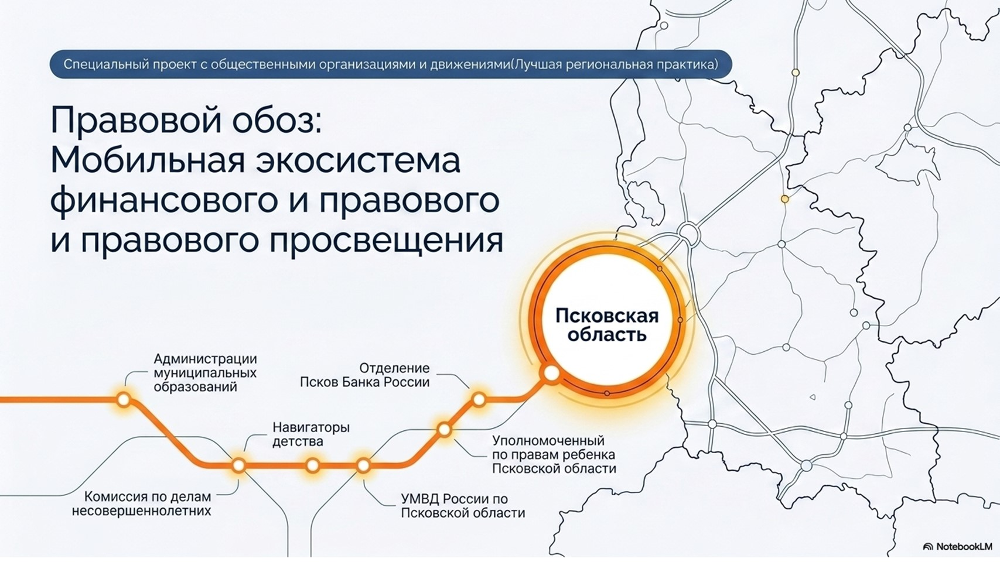 Специальный проект с общественными организациями и движениями(Лучшая региональная практика)
Правовой обоз:
Мобильная экосистема
финансового и правового
и правового просвещения
Псковская
область
Администрации
муниципальных
образований
Отделение
Псков Банка России
Навигаторы
детства
Уполномоченный
по правам ребенка
Псковской области
Комиссия по делам
несовершеннолетних
УМВД России по
Псковской области
NotebookLM